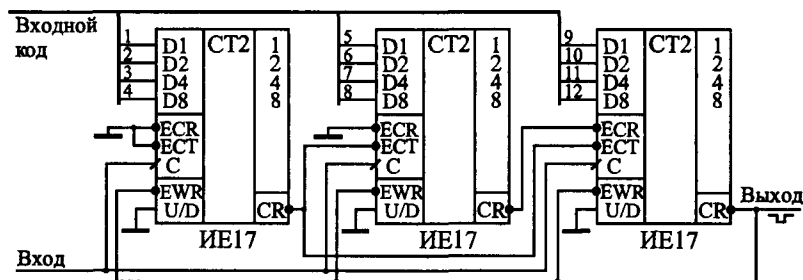 Входной
код
1 D1 CT2 1
2 D2 2
3 D4 4
4 D8 8
ECR
ECT
C
EWR
U/D CR
ИЕ17
5 D1 CT2 1
6 D2 2
7 D4 4
8 D8 8
ECR
ECT
C
EWR
U/D CR
ИЕ17
9 D1 CT2 1
10 D2 2
11 D4 4
12 D8 8
ECR
ECT
C
EWR
U/D CR
ИЕ17
Выход
Вход